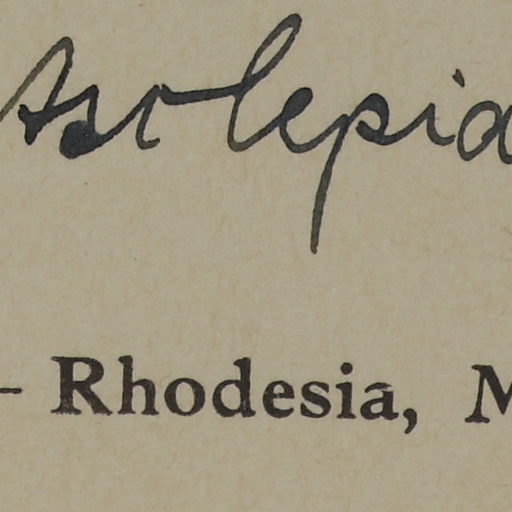 Asclepia
– Rhodesia, M